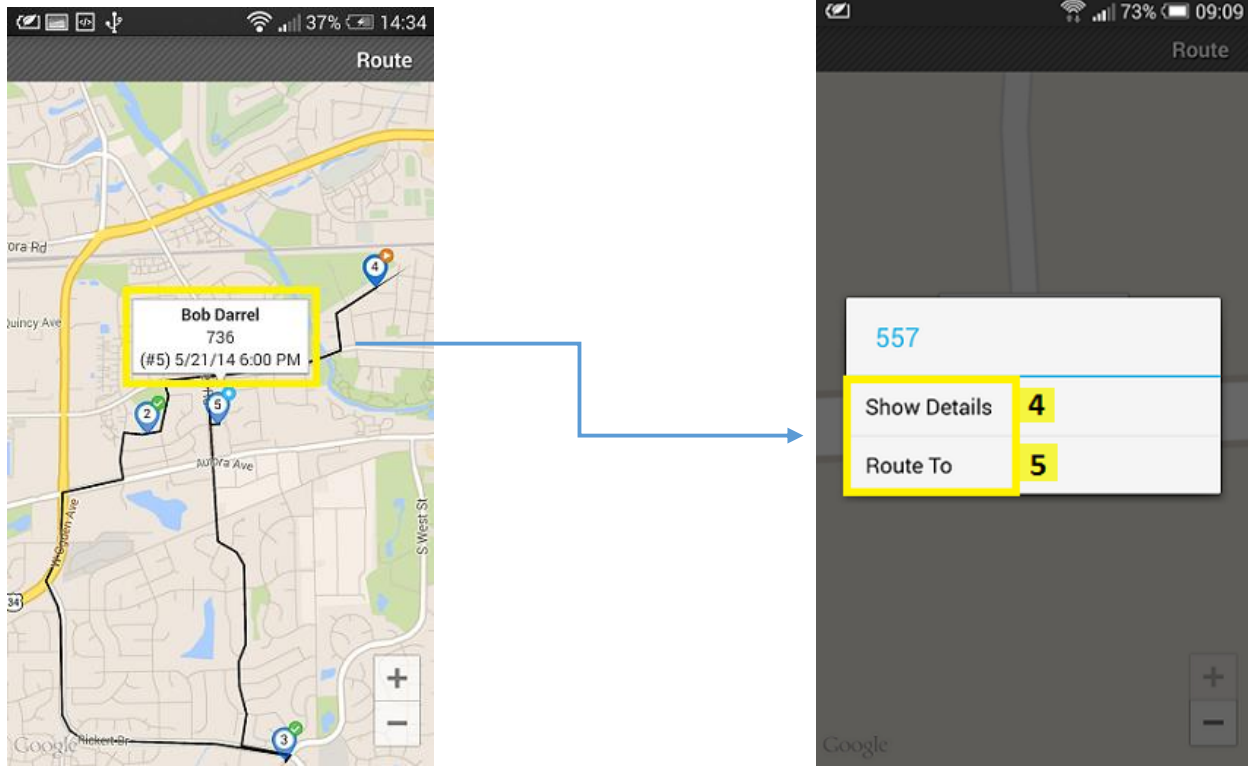 37% 14:34
Route
ora Rd
Quincy Ave
Bob Darrel
736
(#5) 5/21/14 6:00 PM
4
2
5
Aurora Ave
W Ogden Ave
S West St
34
+
−
3
Google
Rickert Dr
73% 09:09
Route
557
Show Details 4
Route To 5
+
−
Google